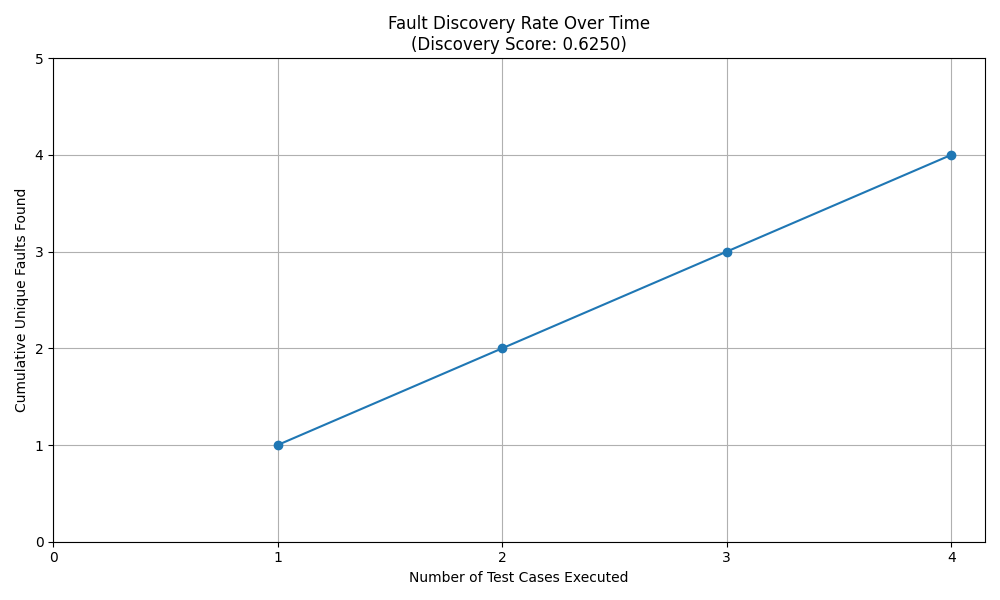 Fault Discovery Rate Over Time
(Discovery Score: 0.6250)
5
4
3
2
1
0
Cumulative Unique Faults Found
0 1 2 3 4
Number of Test Cases Executed